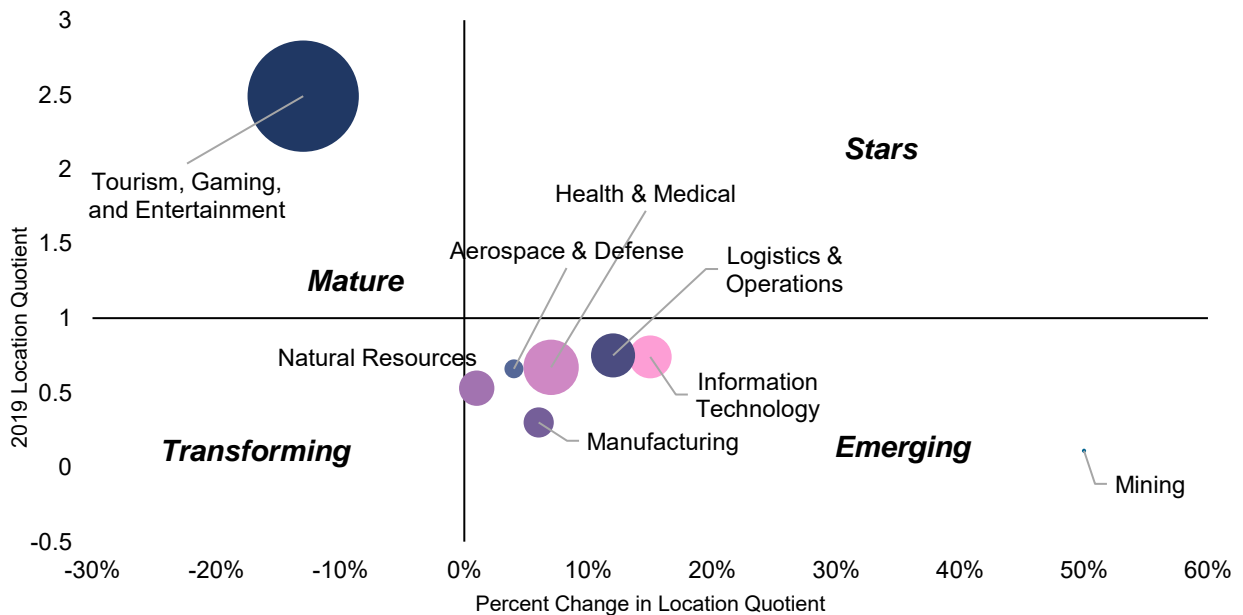 3
2.5
2
1.5
1
0.5
0
-0.5
2019 Location Quotient
Tourism, Gaming,
and Entertainment
Stars
Health & Medical
Aerospace & Defense
Logistics &
Operations
Mature
Natural Resources
Information
Technology
Manufacturing
Transforming
Emerging
Mining
-30%
-20%
-10%
0%
10%
20%
30%
40%
50%
60%
Percent Change in Location Quotient